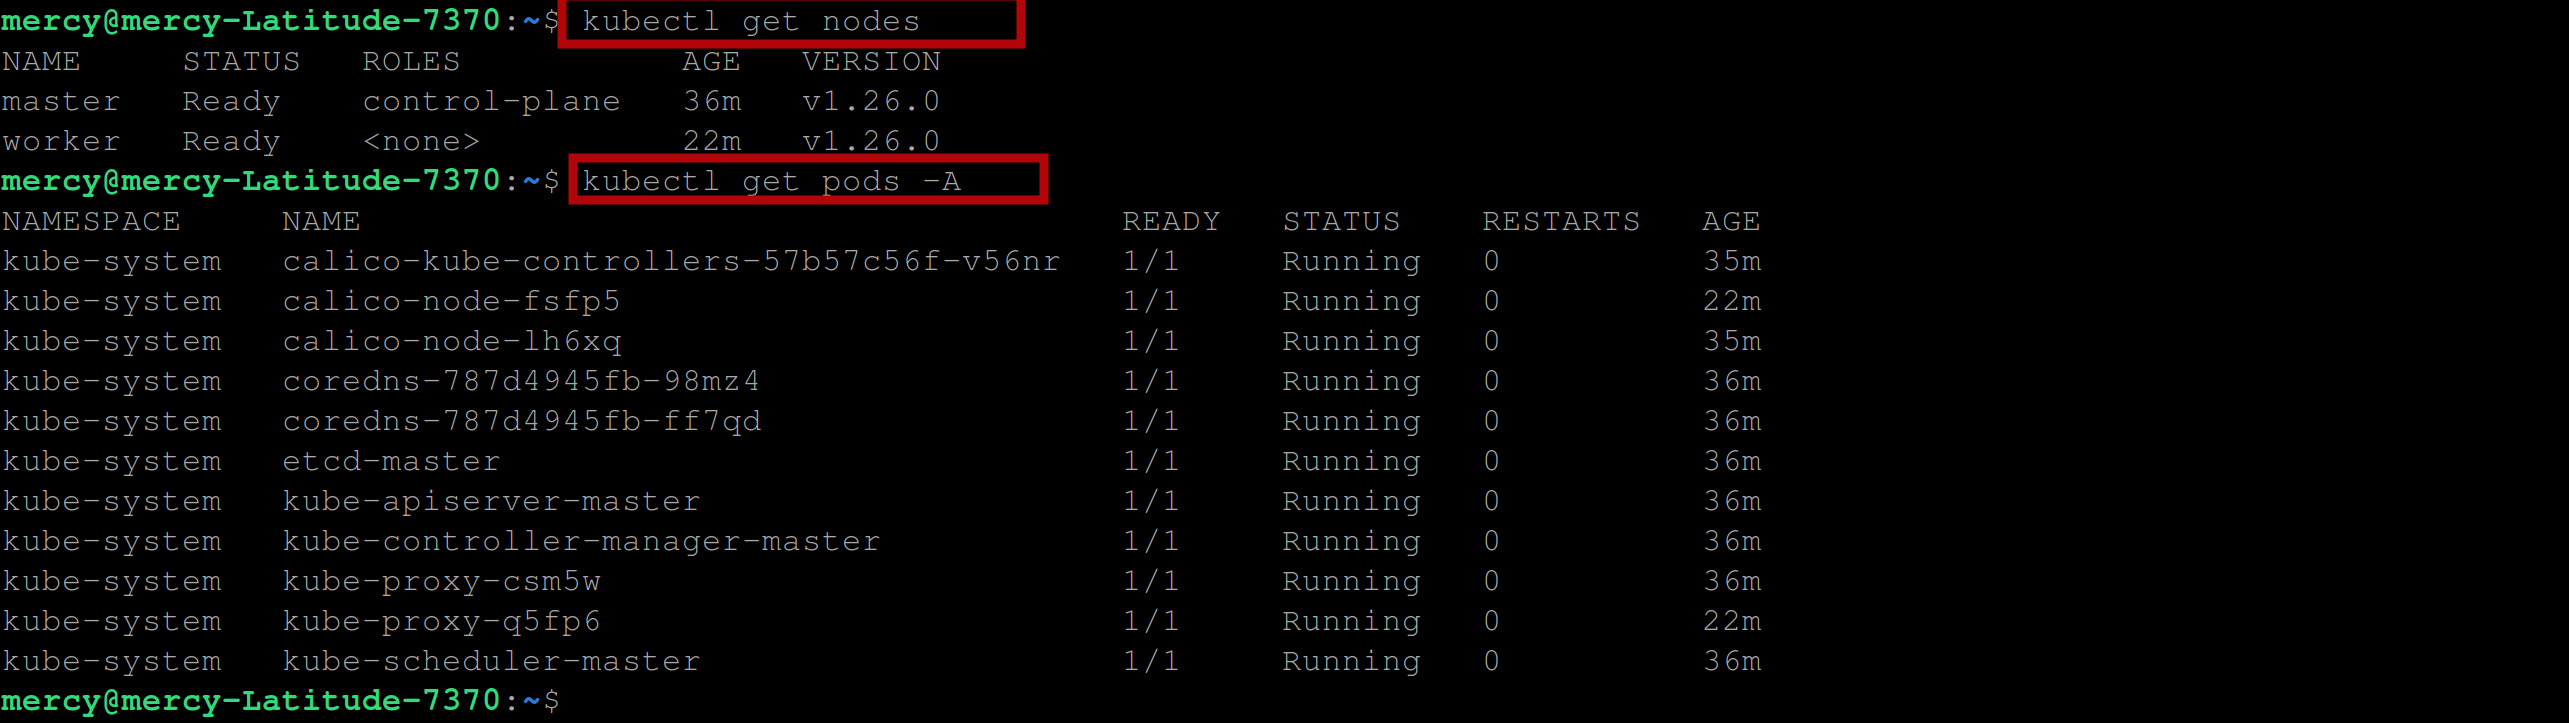 mercy@mercy-Latitude-7370:~$ kubectl get nodes
NAME     STATUS   ROLES           AGE   VERSION
master   Ready    control-plane   36m   v1.26.0
worker   Ready    <none>          22m   v1.26.0
mercy@mercy-Latitude-7370:~$ kubectl get pods -A
NAMESPACE     NAME                                      READY   STATUS    RESTARTS   AGE
kube-system   calico-kube-controllers-57b57c56f-v56nr   1/1     Running   0          35m
kube-system   calico-node-fsfp5                         1/1     Running   0          22m
kube-system   calico-node-lh6xq                         1/1     Running   0          35m
kube-system   coredns-787d4945fb-98mz4                  1/1     Running   0          36m
kube-system   coredns-787d4945fb-ff7qd                  1/1     Running   0          36m
kube-system   etcd-master                               1/1     Running   0          36m
kube-system   kube-apiserver-master                     1/1     Running   0          36m
kube-system   kube-controller-manager-master            1/1     Running   0          36m
kube-system   kube-proxy-csm5w                          1/1     Running   0          36m
kube-system   kube-proxy-q5fp6                          1/1     Running   0          22m
kube-system   kube-scheduler-master                     1/1     Running   0          36m
mercy@mercy-Latitude-7370:~$